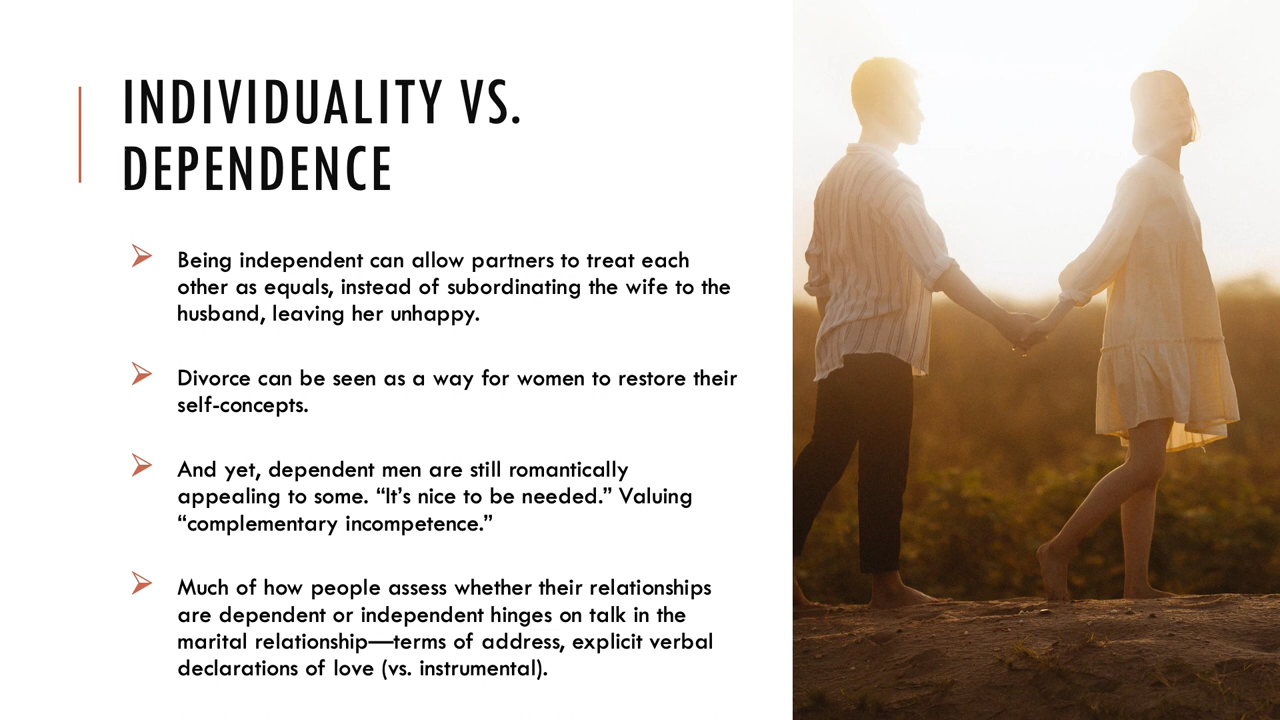 INDIVIDUALITY VS.
DEPENDENCE
Being independent can allow partners to treat each
other as equals, instead of subordinating the wife to the
husband, leaving her unhappy.
Divorce can be seen as a way for women to restore their
self-concepts.
And yet, dependent men are still romantically
appealing to some. “It’s nice to be needed.” Valuing
“complementary incompetence.”
Much of how people assess whether their relationships
are dependent or independent hinges on talk in the
marital relationship—terms of address, explicit verbal
declarations of love (vs. instrumental).